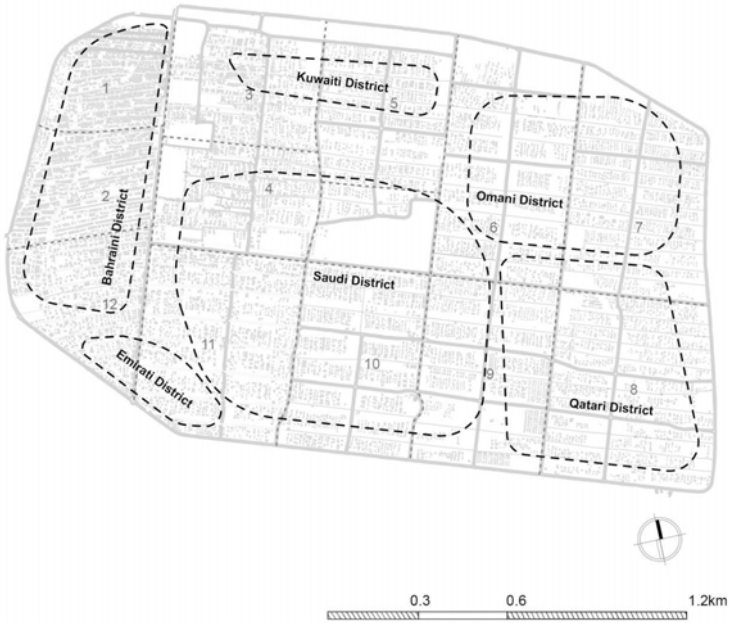 1
Kuwaiti District
3
5
4
2
Omani District
6
7
Bahraini District
Saudi District
12
11
Emirati District
10
9
8
Qatari District
0.3
0.6
1.2km